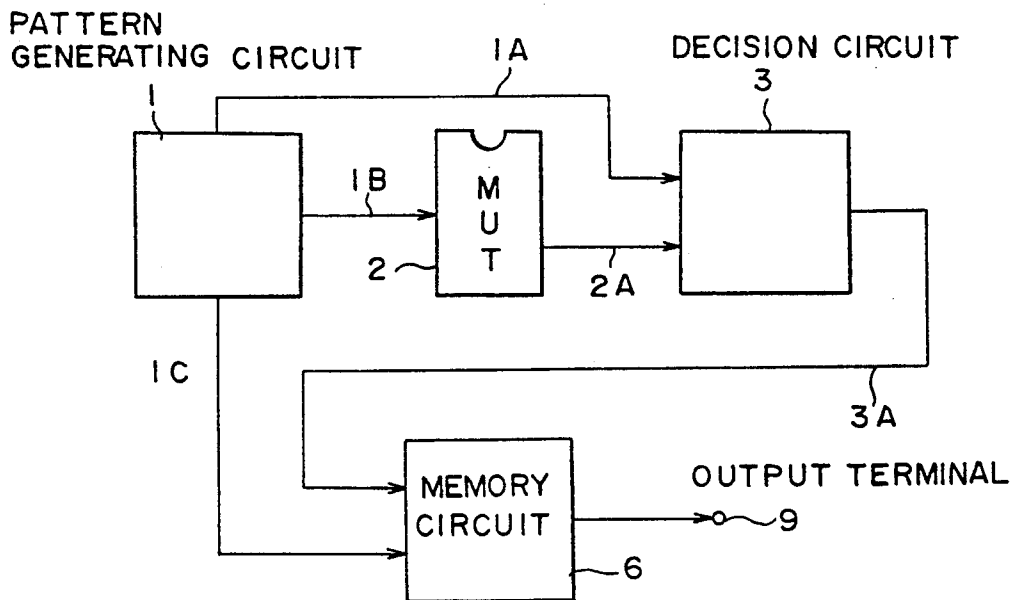 PATTERN
GENERATING CIRCUIT
1
1A
DECISION CIRCUIT
3
1B
MUT
2
2A
1C
3A
MEMORY
CIRCUIT
6
OUTPUT TERMINAL
9